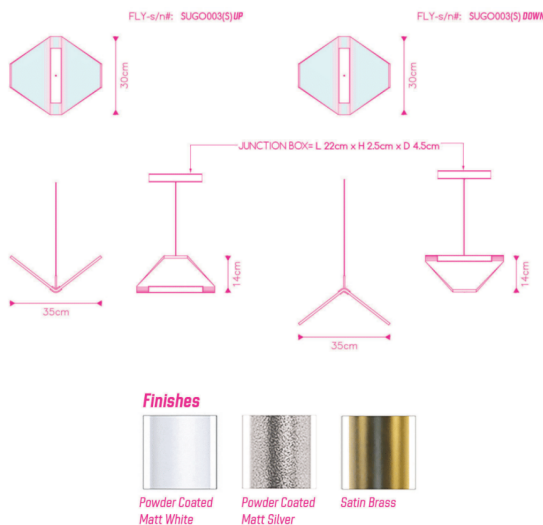 FLY-s/n#: SUGO003(S)UP
FLY-s/n#: SUGO003(S)DOWN
30cm
30cm
JUNCTION BOX= L 22cm x H 2.5cm x D 4.5cm
14cm
14cm
35cm
35cm
Finishes
Powder Coated
Matt White
Powder Coated
Matt Silver
Satin Brass